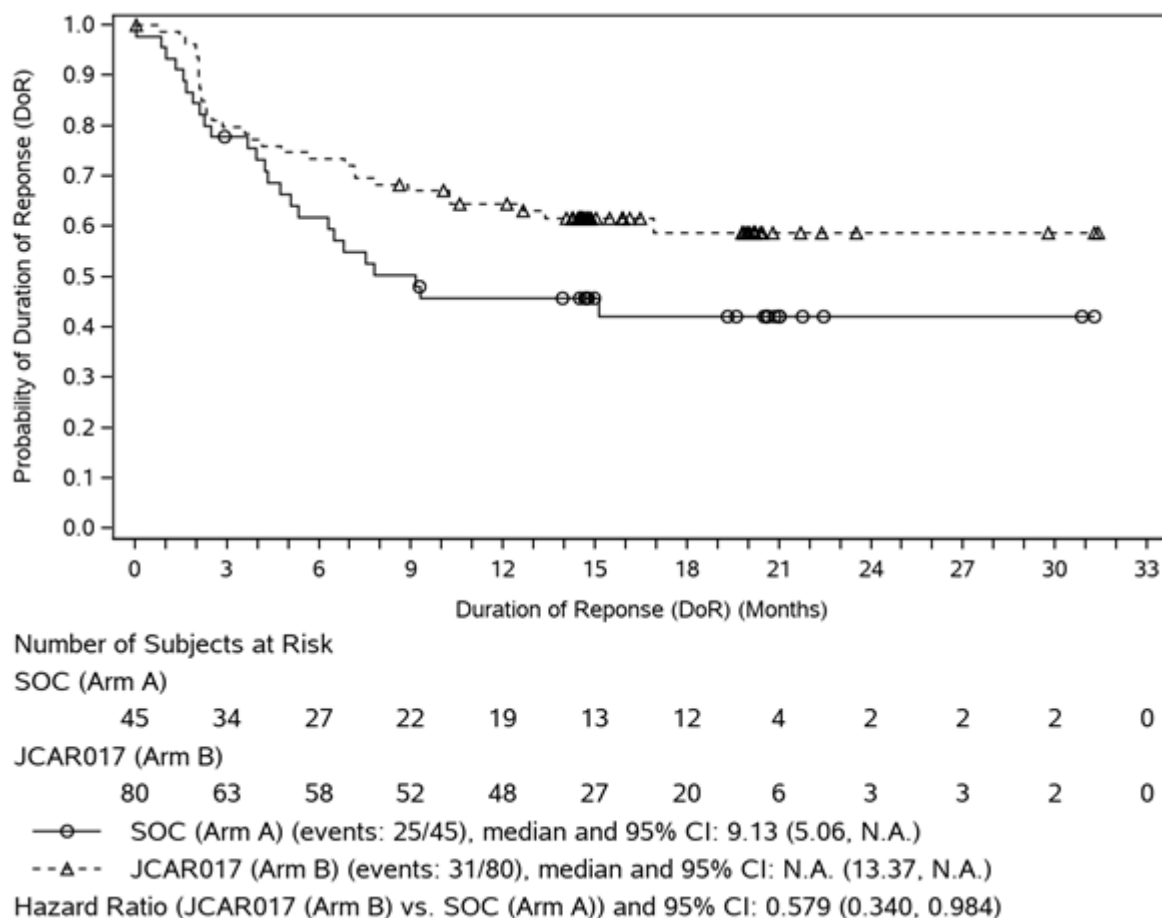 Probability of Duration of Reponse (DoR)
1.0
0.9
0.8
0.7
0.6
0.5
0.4
0.3
0.2
0.1
0.0
0 3 6 9 12 15 18 21 24 27 30 33
Duration of Reponse (DoR) (Months)
Number of Subjects at Risk
SOC (Arm A)
45 34 27 22 19 13 12 4 2 2 2 0
JCAR017 (Arm B)
80 63 58 52 48 27 20 6 3 3 2 0
SOC (Arm A) (events: 25/45), median and 95% CI: 9.13 (5.06, N.A.)
JCAR017 (Arm B) (events: 31/80), median and 95% CI: N.A. (13.37, N.A.)
Hazard Ratio (JCAR017 (Arm B) vs. SOC (Arm A)) and 95% CI: 0.579 (0.340, 0.984)